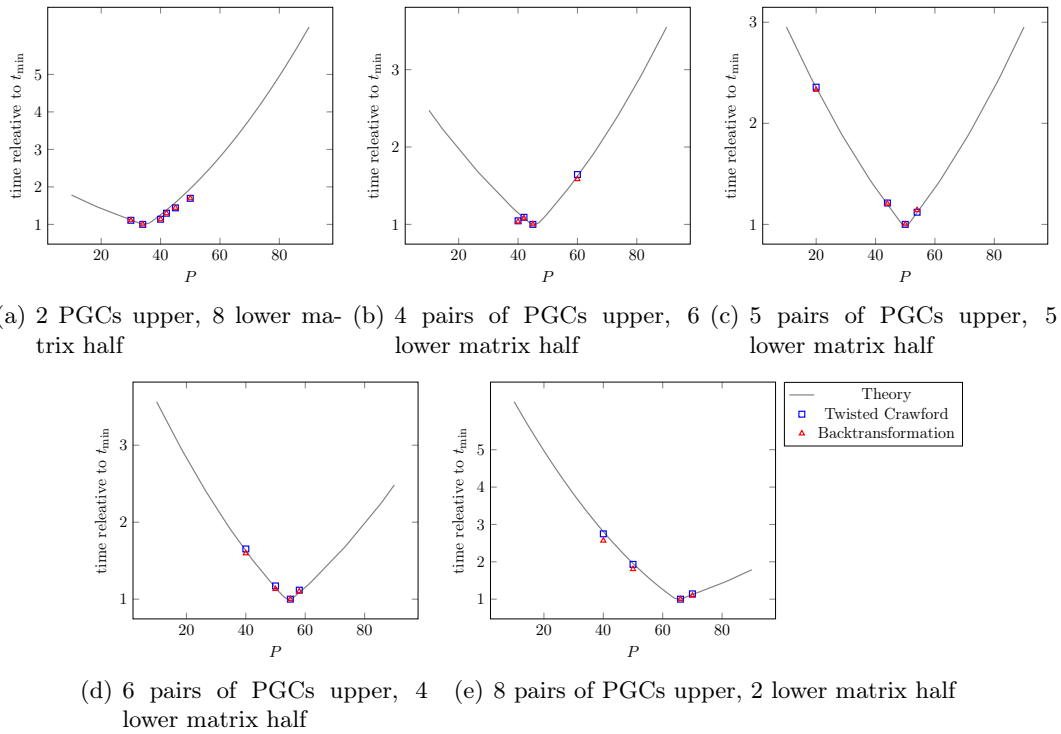 5
4
3
2
1
20 40 60 80
P
time releative to tmin
3
2
1
20 40 60 80
P
time releative to tmin
3
2
1
20 40 60 80
P
time releative to tmin
a) 2 PGCs upper, 8 lower ma-
trix half
(b) 4 pairs of PGCs upper, 6
lower matrix half
(c) 5 pairs of PGCs upper, 5
lower matrix half
3
2
1
20 40 60 80
P
time releative to tmin
5
4
3
2
1
20 40 60 80
P
time releative to tmin
Theory
Twisted Crawford
Backtransformation
(d) 6 pairs of PGCs upper, 4
lower matrix half
(e) 8 pairs of PGCs upper, 2 lower matrix half